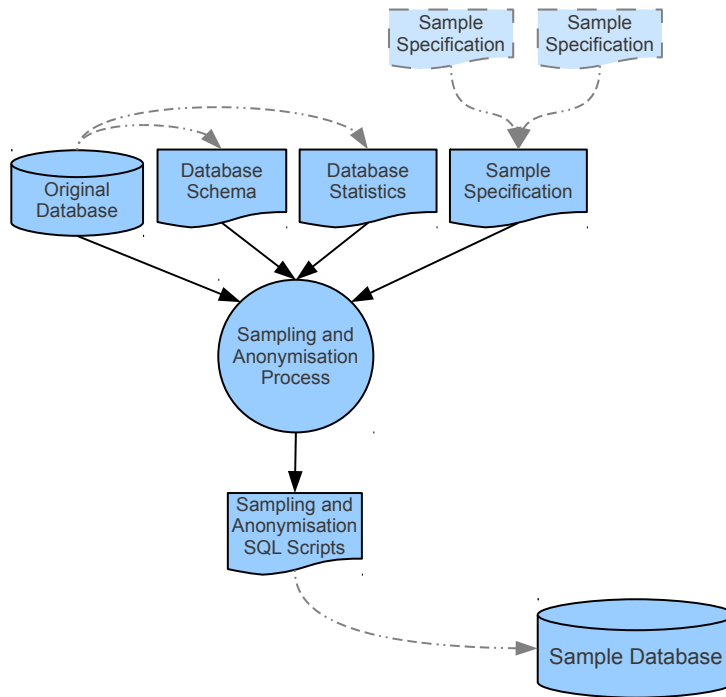 Sample
Specification
Sample
Specification
Original
Database
Database
Schema
Database
Statistics
Sample
Specification
Sampling and
Anonymisation
Process
Sampling and
Anonymisation
SQL Scripts
Sample Database